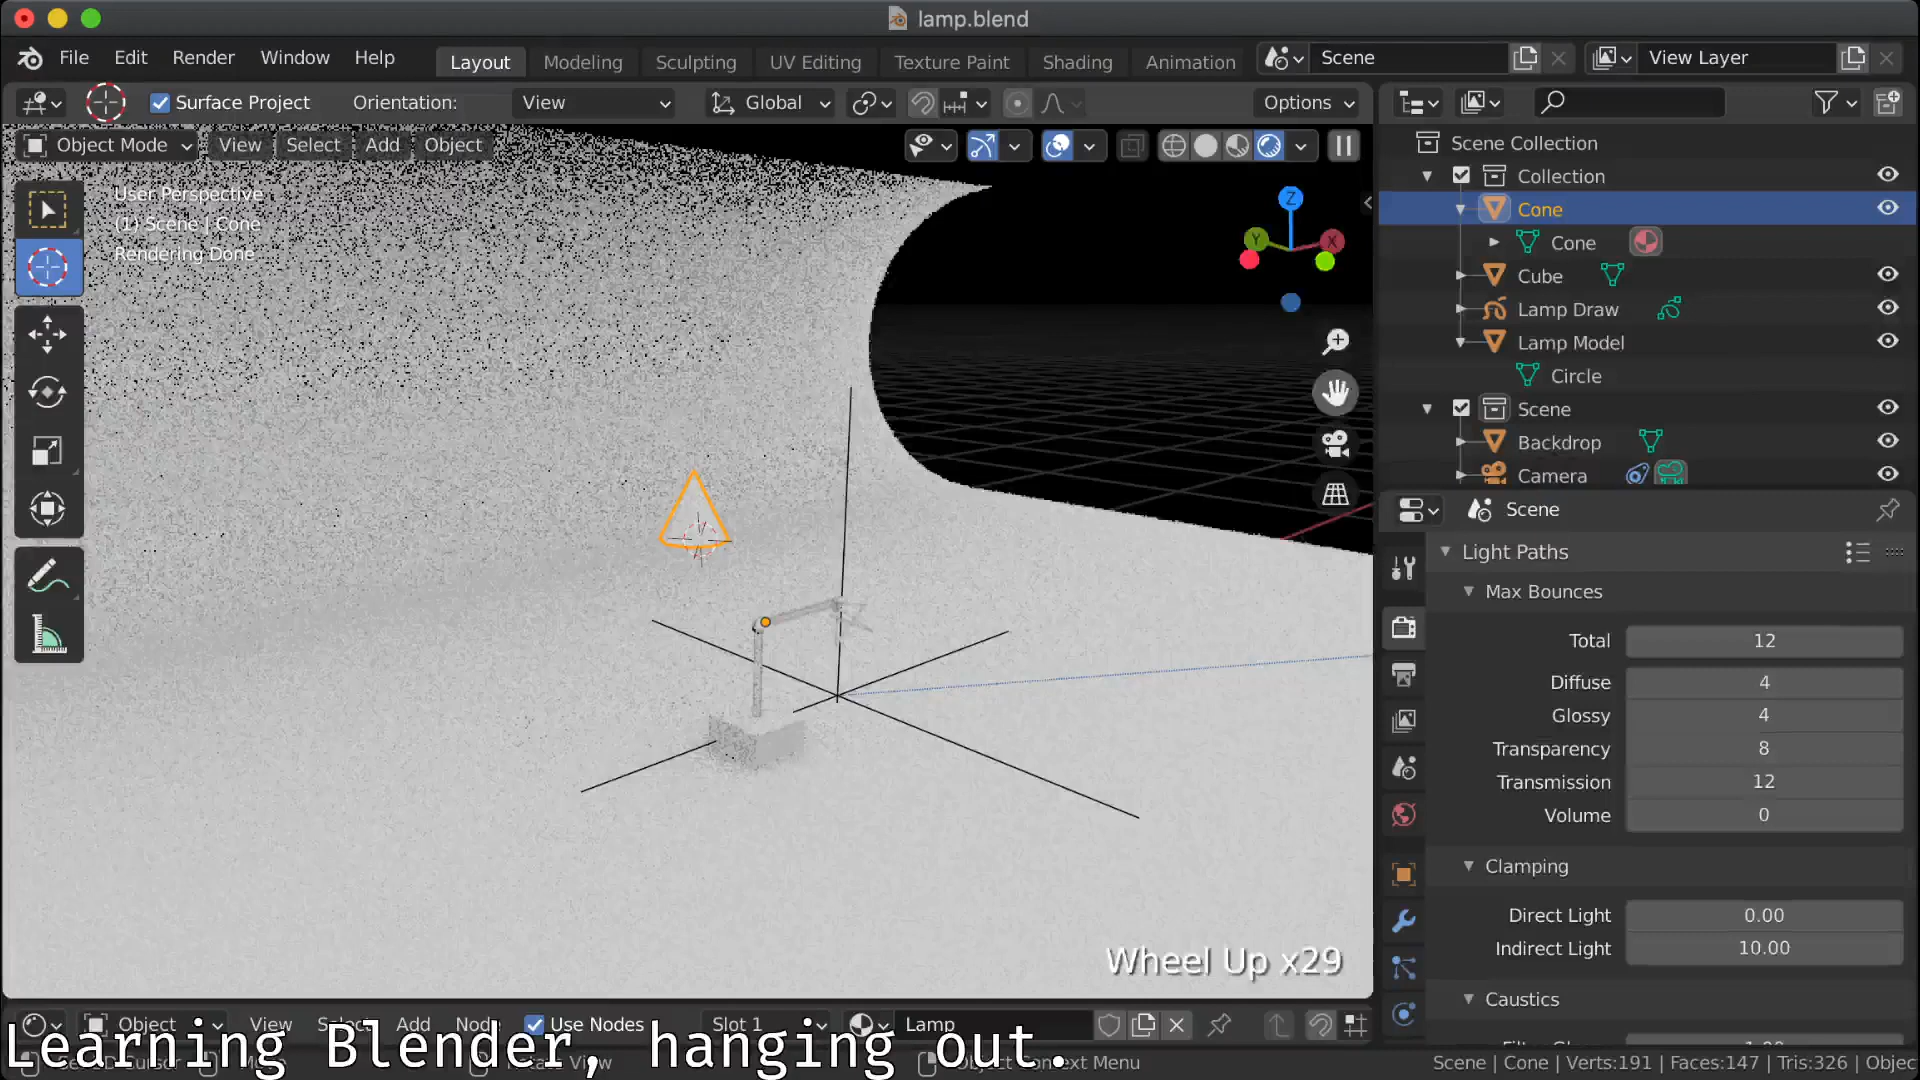 lamp.blend
File Edit Render Window Help Layout Modeling Sculpting UV Editing Texture Paint Shading Animation Scene View Layer
Surface Project Orientation: View Global Options
Object Mode View Select Add Object
Scene Collection
Collection
User Perspective
(1) Scene | Cone
Rendering Done
Z
Y
X
Cone
Cone
Cube
Lamp Draw
Lamp Model
Circle
Scene
Backdrop
Camera
Scene
Light Paths
Max Bounces
Total 12
Diffuse 4
Glossy 4
Transparency 8
Transmission 12
Volume 0
Clamping
Direct Light 0.00
Indirect Light 10.00
Caustics
Wheel Up x29
Object View Select Add Node Use Nodes Slot 1 Lamp
Learning Blender, hanging out.
Context Menu
Scene | Cone | Verts:191 | Faces:147 | Tris:326 | Objec